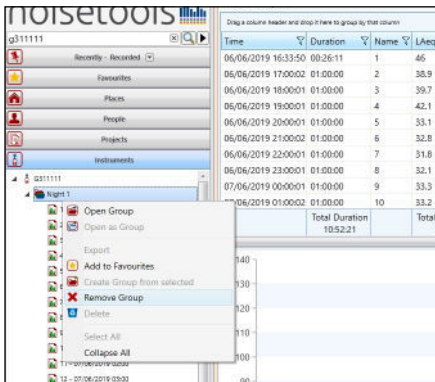 noisetools
g311111
Recently - Recorded
Favourites
Places
People
Projects
Instruments
G311111
Night 1
Open Group
Open as Group
Export
Add to Favourites
Create Group from selected
Remove Group
Delete
Select All
Collapse All
11 - 07/06/2019 02:00
12 - 07/06/2019 03:00
Drag a column header and drop it here to group by that column
Time Duration Name LAeq
06/06/2019 16:33:50 00:26:11 1 46
06/06/2019 17:00:02 01:00:00 2 38.9
06/06/2019 18:00:01 01:00:00 3 39.7
06/06/2019 19:00:01 01:00:00 4 42.1
06/06/2019 20:00:01 01:00:00 5 33.1
06/06/2019 21:00:02 01:00:00 6 32.8
06/06/2019 22:00:01 01:00:00 7 31.8
06/06/2019 23:00:01 01:00:00 8 32.1
07/06/2019 00:00:01 01:00:00 9 33.3
07/06/2019 01:00:02 01:00:00 10 33.2
Total Duration Total
10:52:21
140
130
120
110
100
90